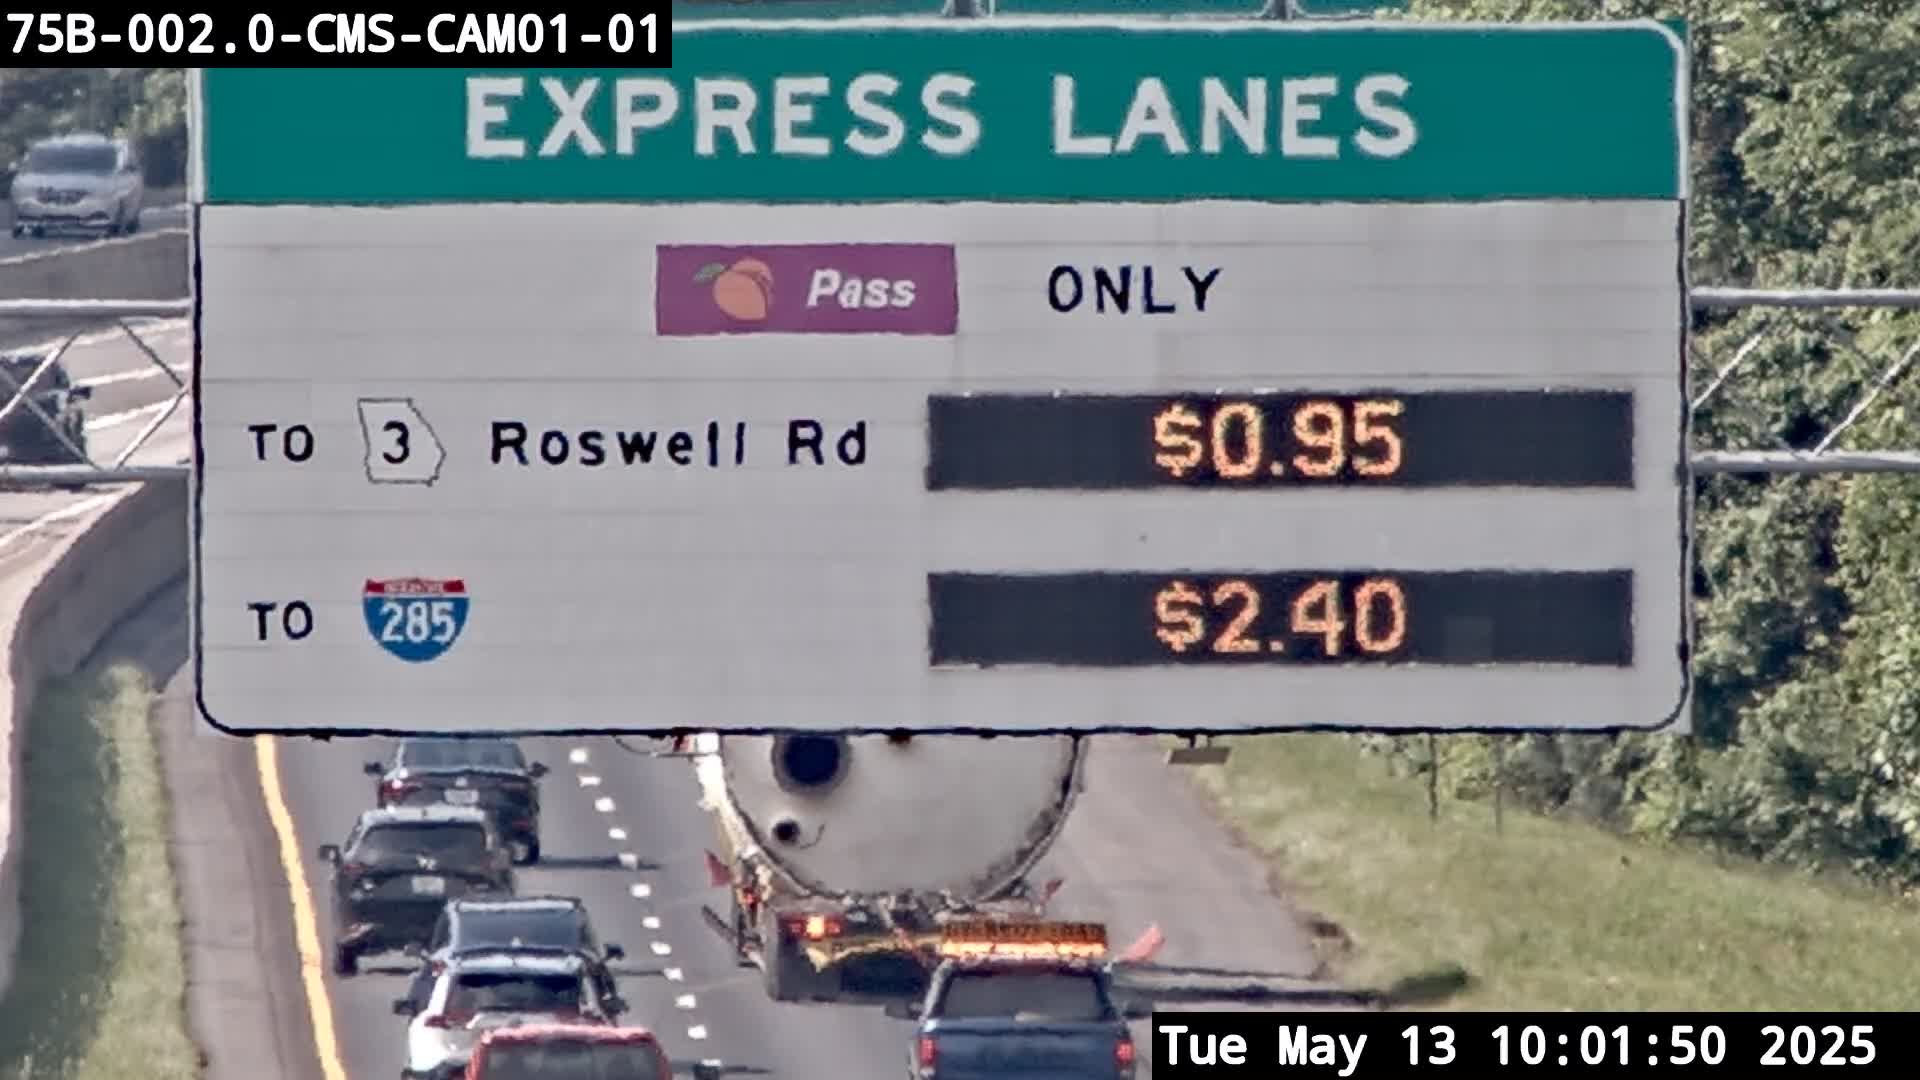 75B-002.0-CMS-CAM01-01
EXPRESS LANES
Pass ONLY
TO 3 Roswell Rd $0.95
TO 285 $2.40
Tue May 13 10:01:50 2025